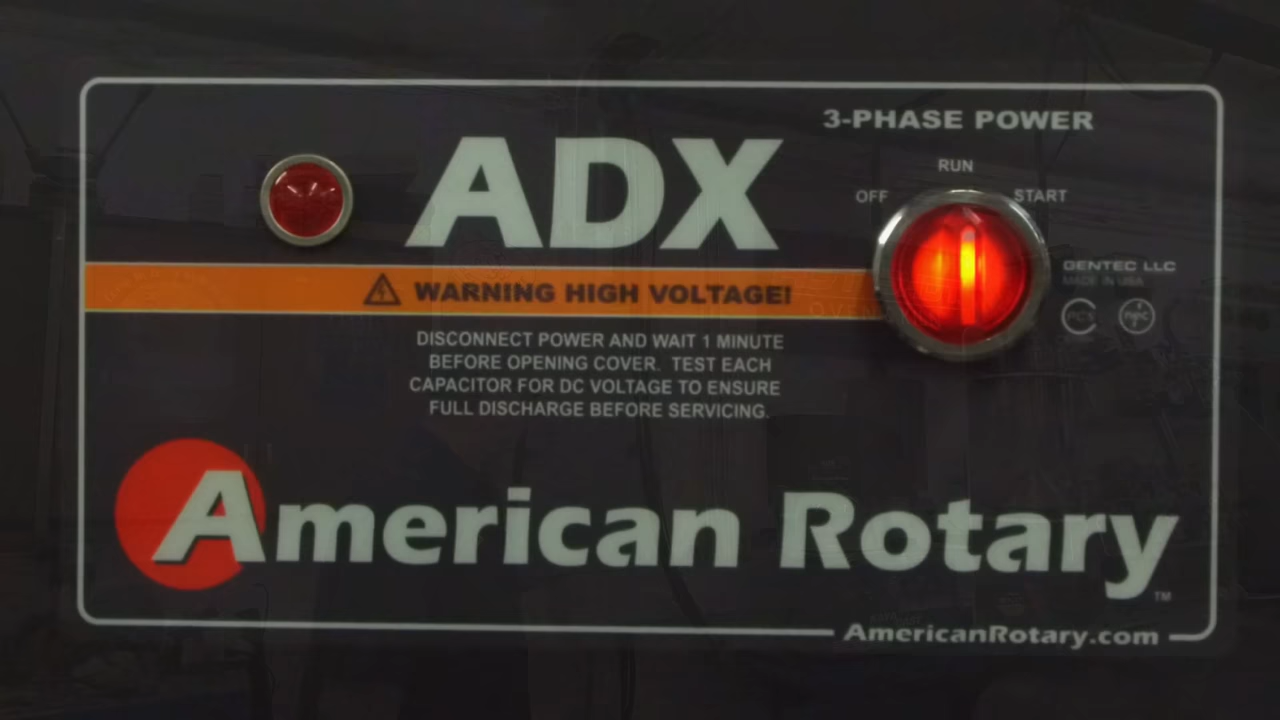 3-PHASE POWER
ADX
RUN
OFF
START
GENTEC LLC
MADE IN USA
WARNING HIGH VOLTAGE!
DISCONNECT POWER AND WAIT 1 MINUTE
BEFORE OPENING COVER. TEST EACH
CAPACITOR FOR DC VOLTAGE TO ENSURE
FULL DISCHARGE BEFORE SERVICING.
American Rotary
TM
AmericanRotary.com